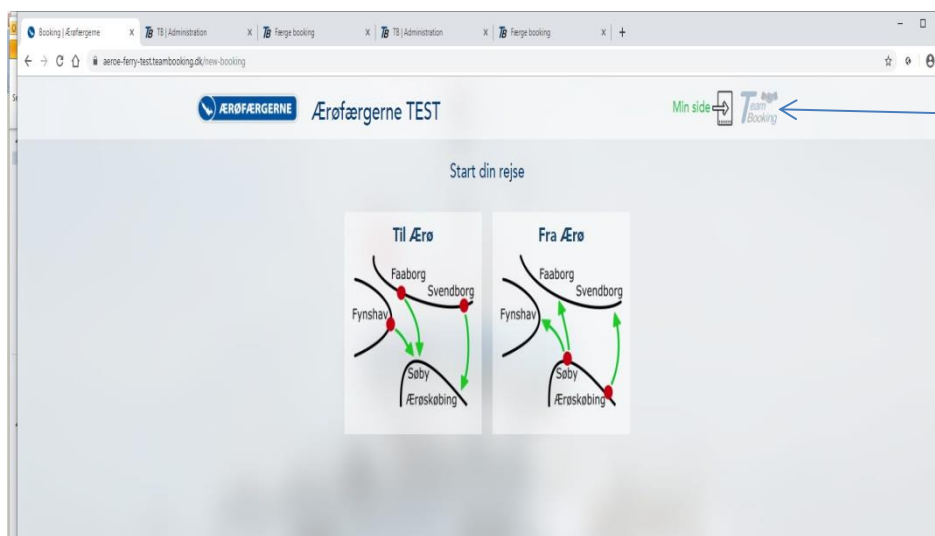 Booking | Ærøfærgerne
TB | Administration
Færge booking
TB | Administration
Færge booking
aeroe-ferry-test.teambooking.dk/new-booking
ÆRØFÆRGERNE
Ærøfærgerne TEST
Min side
Team Booking
Start din rejse
Til Ærø
Faaborg
Svendborg
Fynshav
Søby
Ærøskøbing
Fra Ærø
Faaborg
Svendborg
Fynshav
Søby
Ærøskøbing